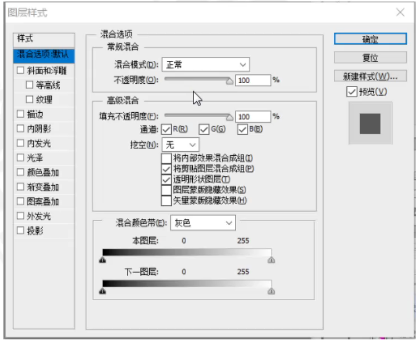 图层样式
样式
混合选项:默认
斜面和浮雕
等高线
纹理
描边
内阴影
内发光
光泽
颜色叠加
渐变叠加
图案叠加
外发光
投影
混合选项
常规混合
混合模式(D): 正常
不透明度(O): 100 %
高级混合
填充不透明度(F): 100 %
通道: R(R) G(G) B(B)
挖空(N): 无
将内部效果混合成组(I)
将剪贴图层混合成组(P)
透明形状图层(T)
图层蒙版隐藏效果(S)
矢量蒙版隐藏效果(H)
混合颜色带(E): 灰色
本图层: 0 255
下一图层: 0 255
确定
复位
新建样式(W)...
预览(V)